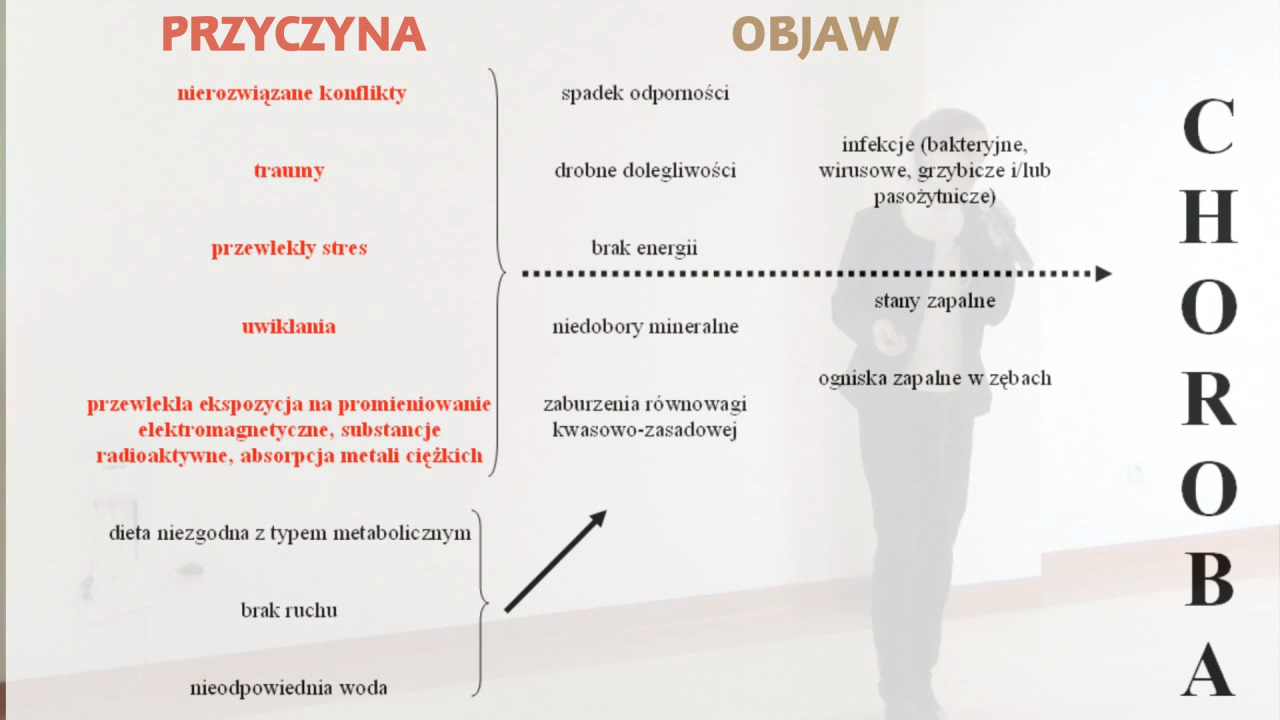 PRZYCZYNA
nierozwiązane konflikty
traumy
przewlekły stres
uwikłania
przewlekła ekspozycja na promieniowanie
elektromagnetyczne, substancje
radioaktywne, absorpcja metali ciężkich
dieta niezgodna z typem metabolicznym
brak ruchu
nieodpowiednia woda
OBJAW
spadek odporności
drobne dolegliwości
brak energii
niedobory mineralne
zaburzenia równowagi
kwasowo-zasadowej
infekcje (bakteryjne,
wirusowe, grzybicze i/lub
pasożytnicze)
stany zapalne
ogniska zapalne w zębach
CHOROBA